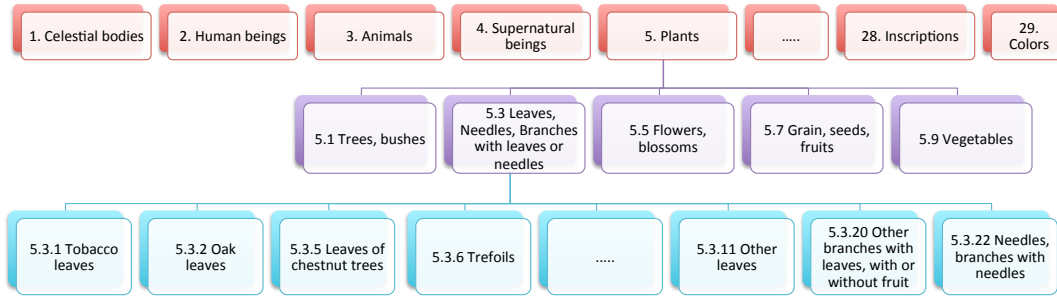 1. Celestial bodies
2. Human beings
3. Animals
4. Supernatural
beings
5. Plants
.....
28. Inscriptions
29.
Colors
5.1 Trees, bushes
5.3 Leaves,
Needles, Branches
with leaves or
needles
5.5 Flowers,
blossoms
5.7 Grain, seeds,
fruits
5.9 Vegetables
5.3.1 Tobacco
leaves
5.3.2 Oak
leaves
5.3.5 Leaves of
chestnut trees
5.3.6 Trefoils
.....
5.3.11 Other
leaves
5.3.20 Other
branches with
leaves, with or
without fruit
5.3.22 Needles,
branches with
needles